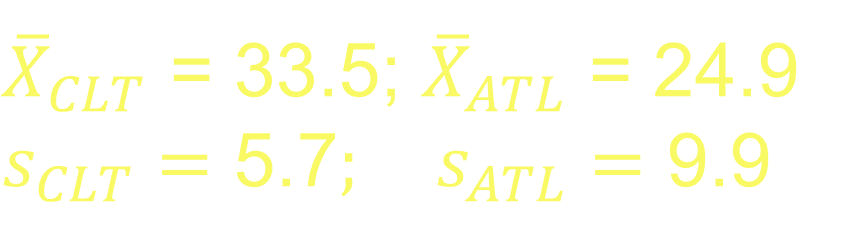 X̄_CLT = 33.5; X̄_ATL = 24.9
s_CLT = 5.7; s_ATL = 9.9